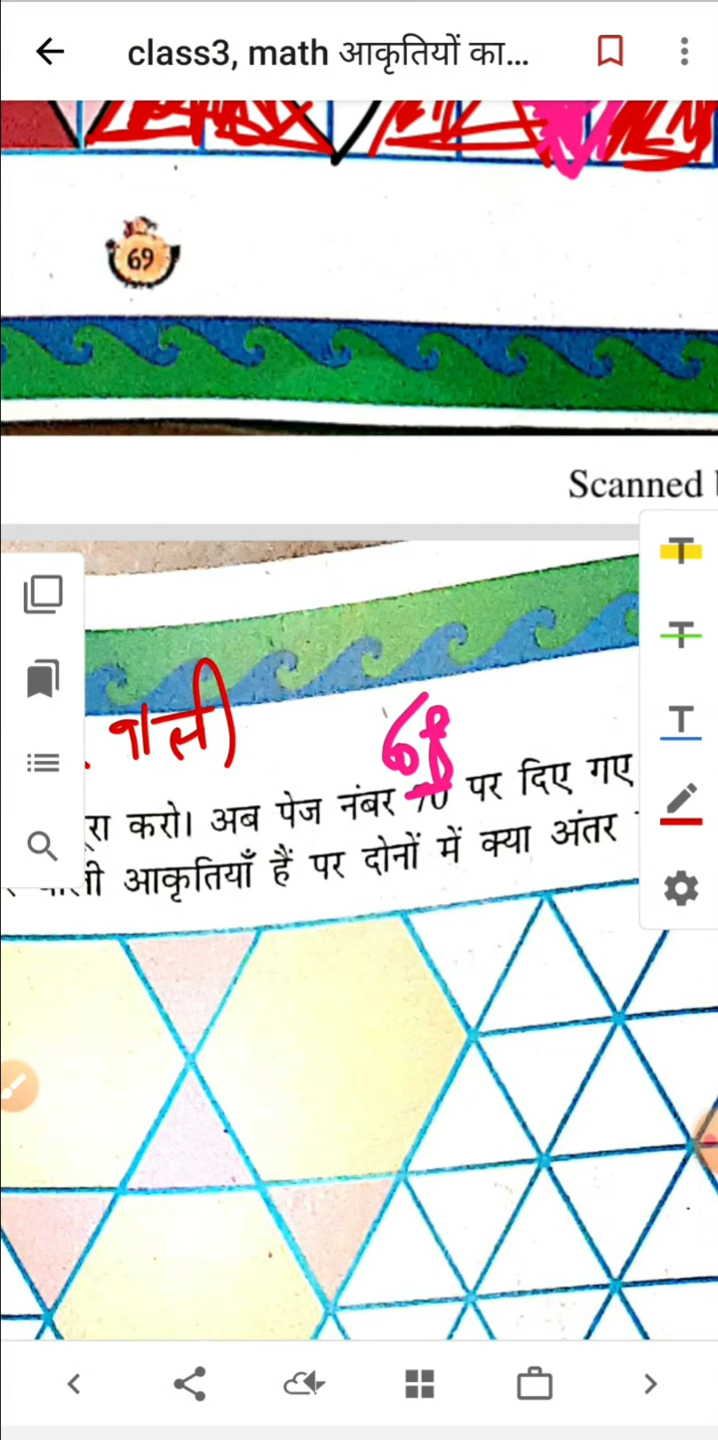 class3, math आकृतियों का...
69
Scanned
68
रा करो। अब पेज नंबर 70 पर दिए गए
आकृतियाँ हैं पर दोनों में क्या अंतर